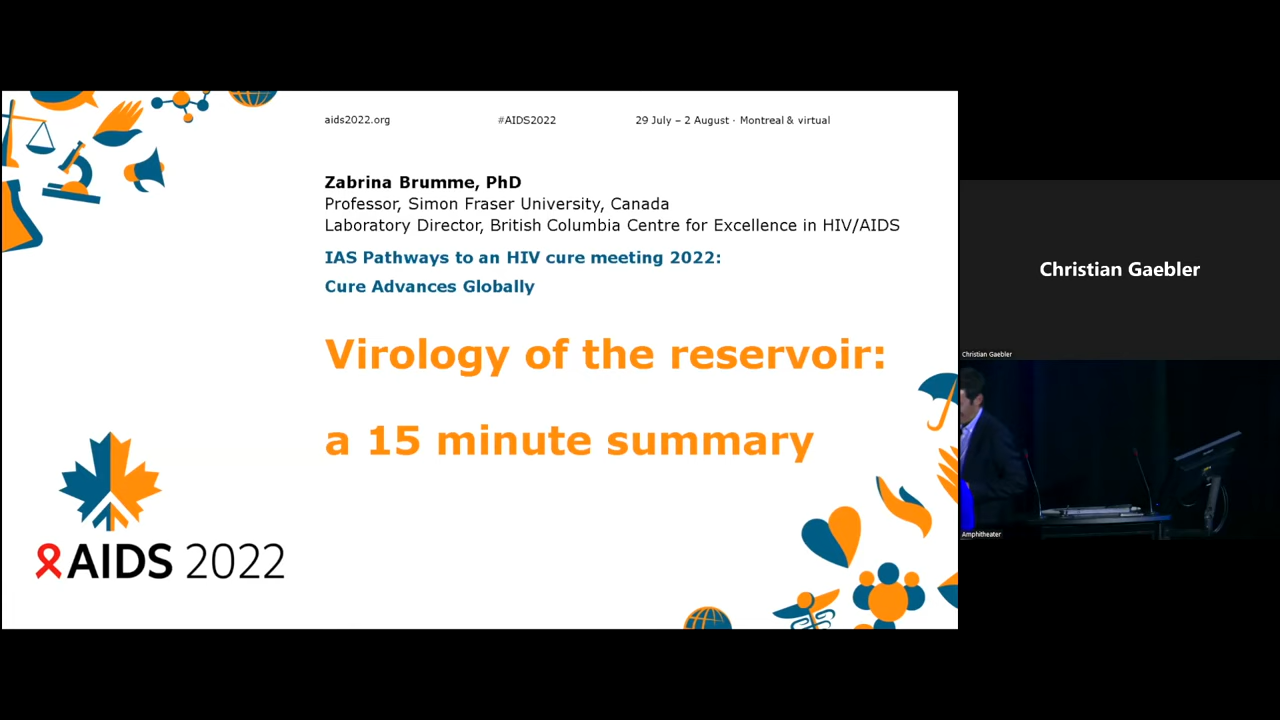 aids2022.org #AIDS2022 29 July – 2 August · Montreal & virtual
Zabrina Brumme, PhD
Professor, Simon Fraser University, Canada
Laboratory Director, British Columbia Centre for Excellence in HIV/AIDS
IAS Pathways to an HIV cure meeting 2022:
Cure Advances Globally
Virology of the reservoir:
a 15 minute summary
AIDS 2022
Christian Gaebler
Christian Gaebler
Amphitheater